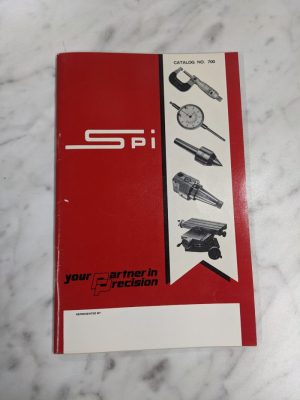 CATALOG NO. 700
SPi
your Partner in
Precision
REPRESENTED BY